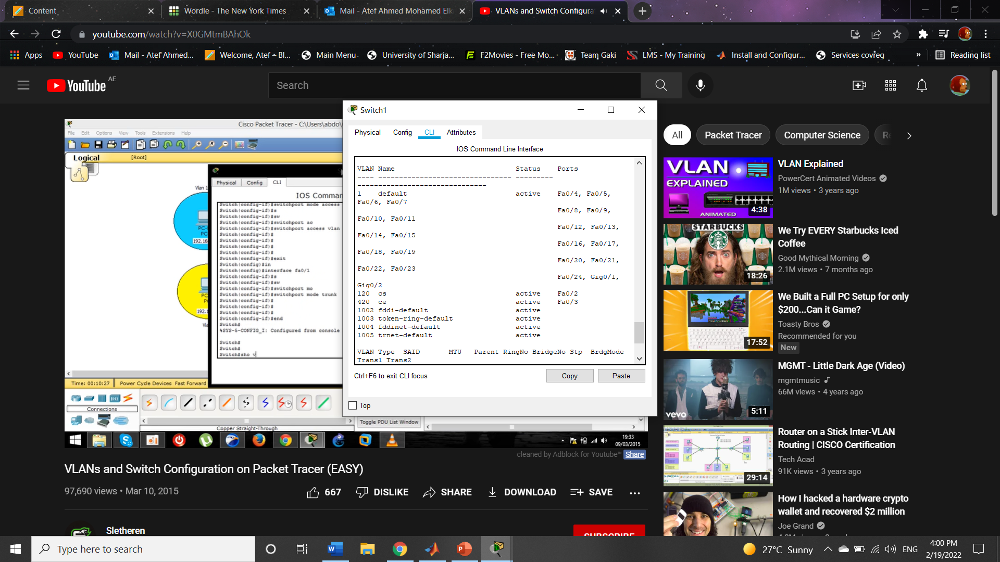 Content
Wordle - The New York Times
Mail - Atef Ahmed Mohamed Elk
VLANs and Switch Configura
youtube.com/watch?v=X0GMtmBAhOk
Apps
YouTube
Mail - Atef Ahmed...
Welcome, Atef – Bl...
Main Menu
University of Sharja...
F2Movies - Free Mo...
Team Gaki
LMS - My Training
Install and Configur...
Services covreg
»
Reading list
YouTube AE
Search
Cisco Packet Tracer - C:\Users\abdo\
File Edit Options View Tools Extensions Help
Logical
[Root]
Vlan 1
PC
192.168
192.1
Physical Config CLI
IOS Comman
Switch(config-if)#switchport mode access
Switch(config-if)#s
Switch(config-if)#sw
Switch(config-if)#switchport ac
Switch(config-if)#switchport access vlan
Switch(config-if)#
Switch(config-if)#
Switch(config-if)#
Switch(config-if)#
Switch(config-if)#exit
Switch(config)#in
Switch(config)#interface fa0/1
Switch(config-if)#s
Switch(config-if)#sw
Switch(config-if)#switchport mo
Switch(config-if)#switchport mode trunk
Switch(config-if)#
Switch(config-if)#
Switch(config-if)#end
Switch#
%SYS-5-CONFIG_I: Configured from console
Switch#
Switch#
Switch#sho v
Time: 00:10:27
Power Cycle Devices Fast Forward
Connections
Copper Straight-Through
Toggle PDU List Window
19:33
09/03/2015
Switch1
Physical Config CLI Attributes
IOS Command Line Interface
VLAN Name Status Ports
---- -------------------------------- ---------
-------------------------------
1 default active Fa0/4, Fa0/5,
Fa0/6, Fa0/7
Fa0/8, Fa0/9,
Fa0/10, Fa0/11
Fa0/12, Fa0/13,
Fa0/14, Fa0/15
Fa0/16, Fa0/17,
Fa0/18, Fa0/19
Fa0/20, Fa0/21,
Fa0/22, Fa0/23
Fa0/24, Gig0/1,
Gig0/2
120 cs active Fa0/2
420 ce active Fa0/3
1002 fddi-default active
1003 token-ring-default active
1004 fddinet-default active
1005 trnet-default active
VLAN Type SAID MTU Parent RingNo BridgeNo Stp BrdgMode
Trans1 Trans2
Ctrl+F6 to exit CLI focus
Copy
Paste
Top
cleaned by Adblock for Youtube™ Share
VLANs and Switch Configuration on Packet Tracer (EASY)
97,690 views • Mar 10, 2015
667
DISLIKE
SHARE
DOWNLOAD
SAVE
Sletheren
SUBSCRIBE
All
Packet Tracer
Computer Science
VLAN
EXPLAINED
ANIMATED
4:38
VLAN Explained
PowerCert Animated Videos
1M views • 3 years ago
STARBUCKS
18:26
We Try EVERY Starbucks Iced
Coffee
Good Mythical Morning
2.1M views • 7 months ago
17:52
We Built a Full PC Setup for only
$200...Can it Game?
Toasty Bros
Recommended for you
New
vevo
5:11
MGMT - Little Dark Age (Video)
mgmtmusic
66M views • 4 years ago
29:14
Router on a Stick Inter-VLAN
Routing | CISCO Certification
Tech Acad
91K views • 3 years ago
How I hacked a hardware crypto
wallet and recovered $2 million
Joe Grand
Type here to search
27°C Sunny
ENG
4:00 PM
2/19/2022